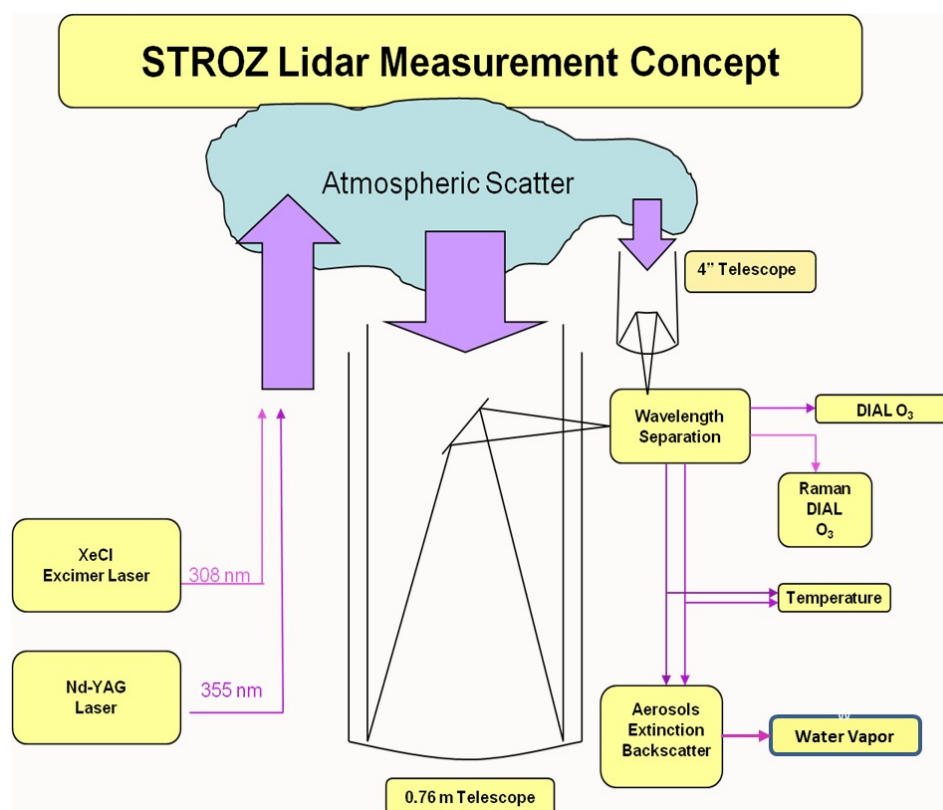 STROZ Lidar Measurement Concept
Atmospheric Scatter
4” Telescope
Wavelength
Separation
DIAL O₃
Raman
DIAL
O₃
XeCl
Excimer Laser
308 nm
Temperature
Nd-YAG
Laser
355 nm
Aerosols
Extinction
Backscatter
Water Vapor
0.76 m Telescope